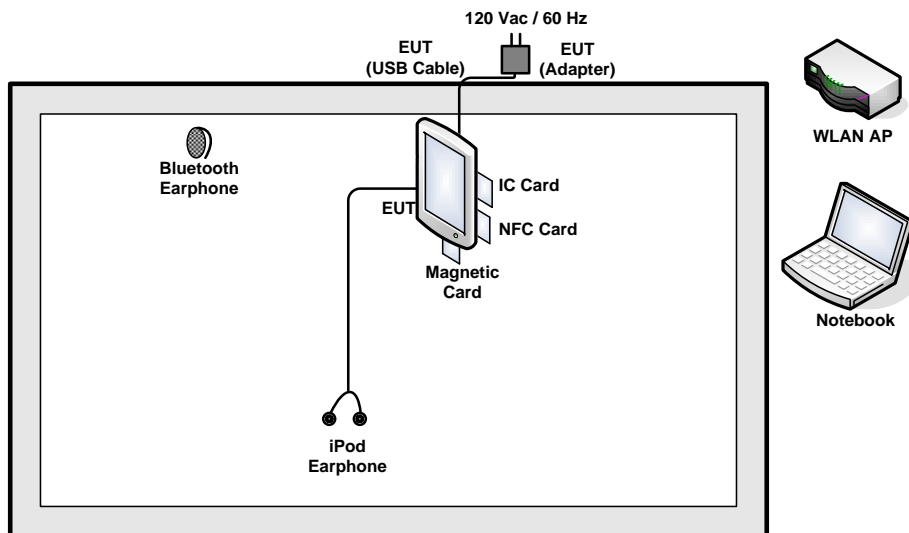 120 Vac / 60 Hz
EUT
(USB Cable)
EUT
(Adapter)
WLAN AP
Bluetooth
Earphone
IC Card
EUT
NFC Card
Magnetic
Card
Notebook
iPod
Earphone